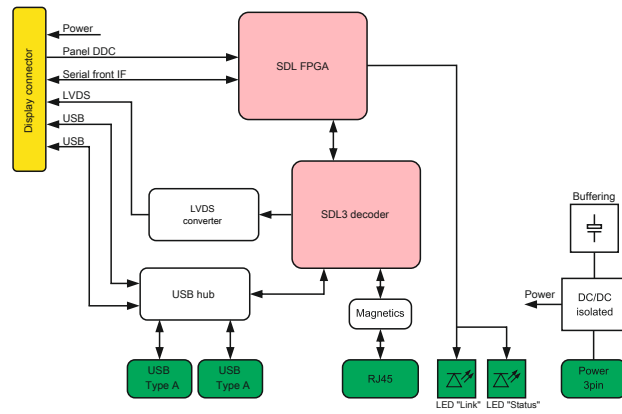 Display connector
Power
Panel DDC
Serial front IF
LVDS
USB
USB
SDL FPGA
SDL3 decoder
LVDS
converter
USB hub
Magnetics
USB
Type A
USB
Type A
RJ45
LED "Link"
LED "Status"
Buffering
Power
DC/DC
isolated
Power
3pin